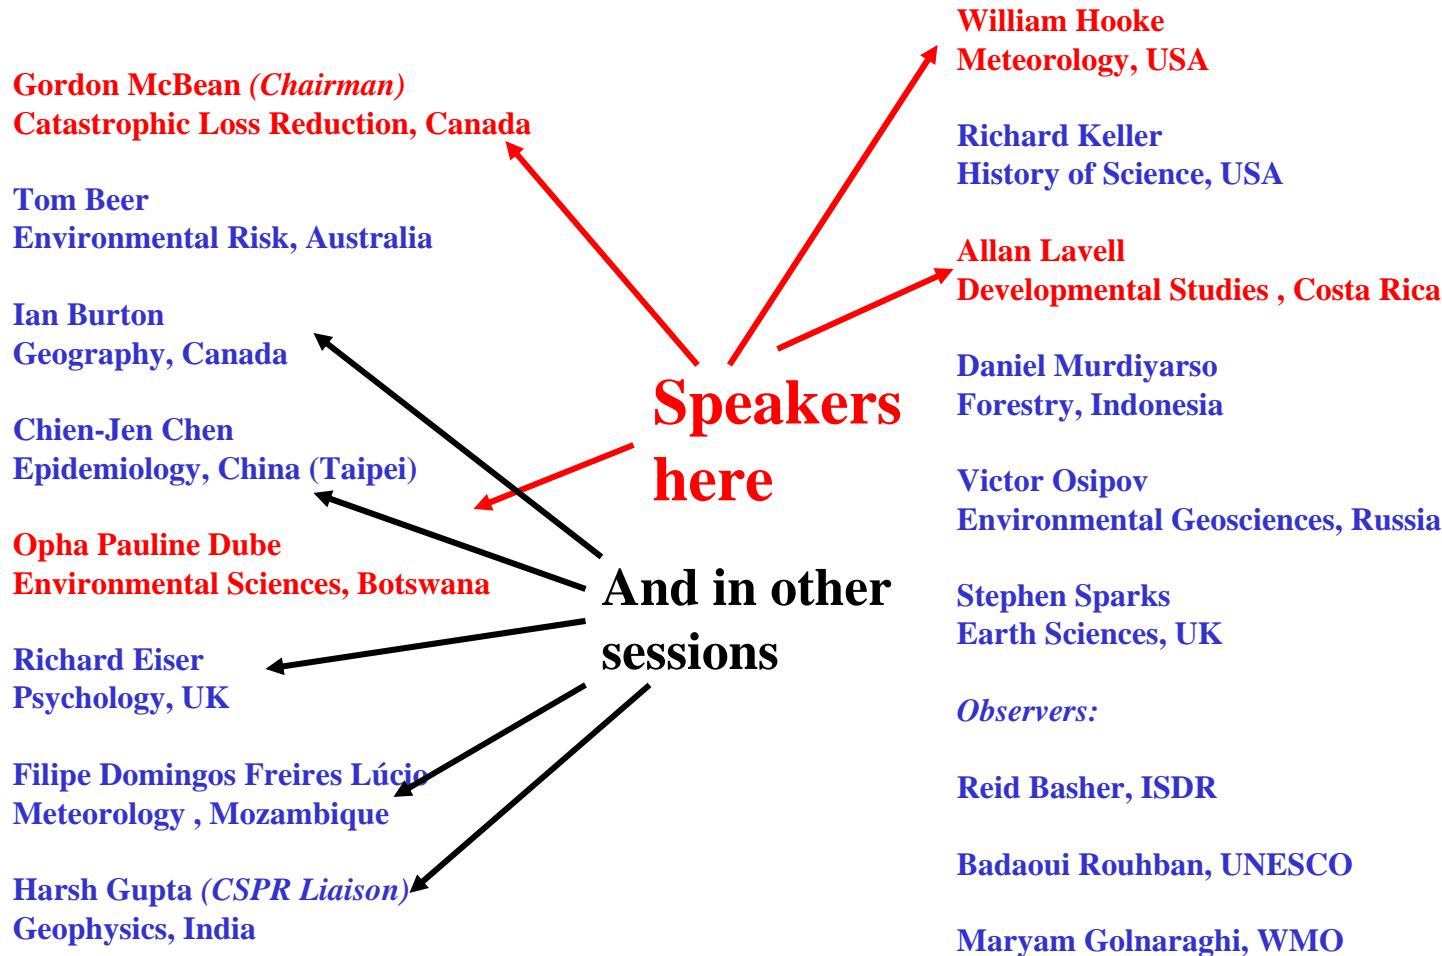 Gordon McBean (Chairman)
Catastrophic Loss Reduction, Canada
Tom Beer
Environmental Risk, Australia
Ian Burton
Geography, Canada
Chien-Jen Chen
Epidemiology, China (Taipei)
Opha Pauline Dube
Environmental Sciences, Botswana
Richard Eiser
Psychology, UK
Filipe Domingos Freires Lúcio
Meteorology , Mozambique
Harsh Gupta (CSPR Liaison)
Geophysics, India
Speakers
here
And in other
sessions
William Hooke
Meteorology, USA
Richard Keller
History of Science, USA
Allan Lavell
Developmental Studies , Costa Rica
Daniel Murdiyarso
Forestry, Indonesia
Victor Osipov
Environmental Geosciences, Russia
Stephen Sparks
Earth Sciences, UK
Observers:
Reid Basher, ISDR
Badaoui Rouhban, UNESCO
Maryam Golnaraghi, WMO